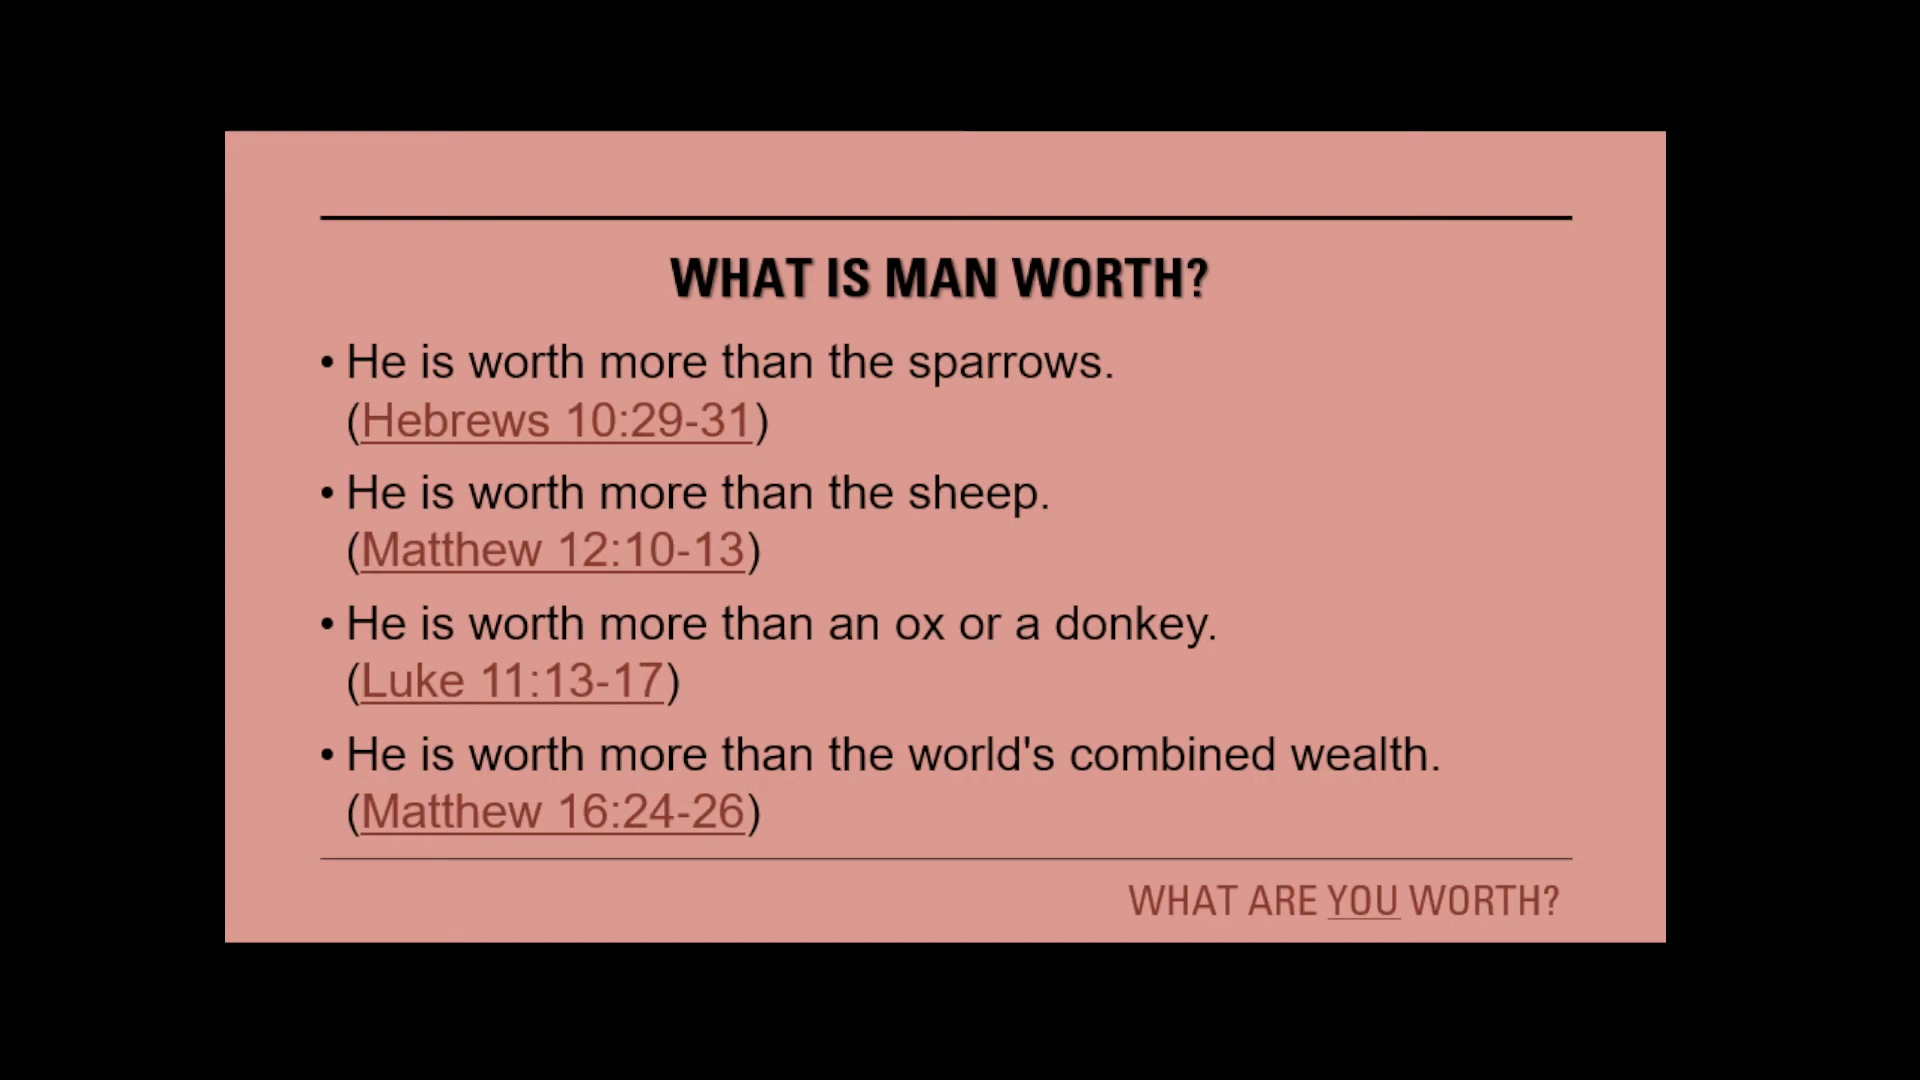 WHAT IS MAN WORTH?
• He is worth more than the sparrows.
(Hebrews 10:29-31)
• He is worth more than the sheep.
(Matthew 12:10-13)
• He is worth more than an ox or a donkey.
(Luke 11:13-17)
• He is worth more than the world's combined wealth.
(Matthew 16:24-26)
WHAT ARE YOU WORTH?